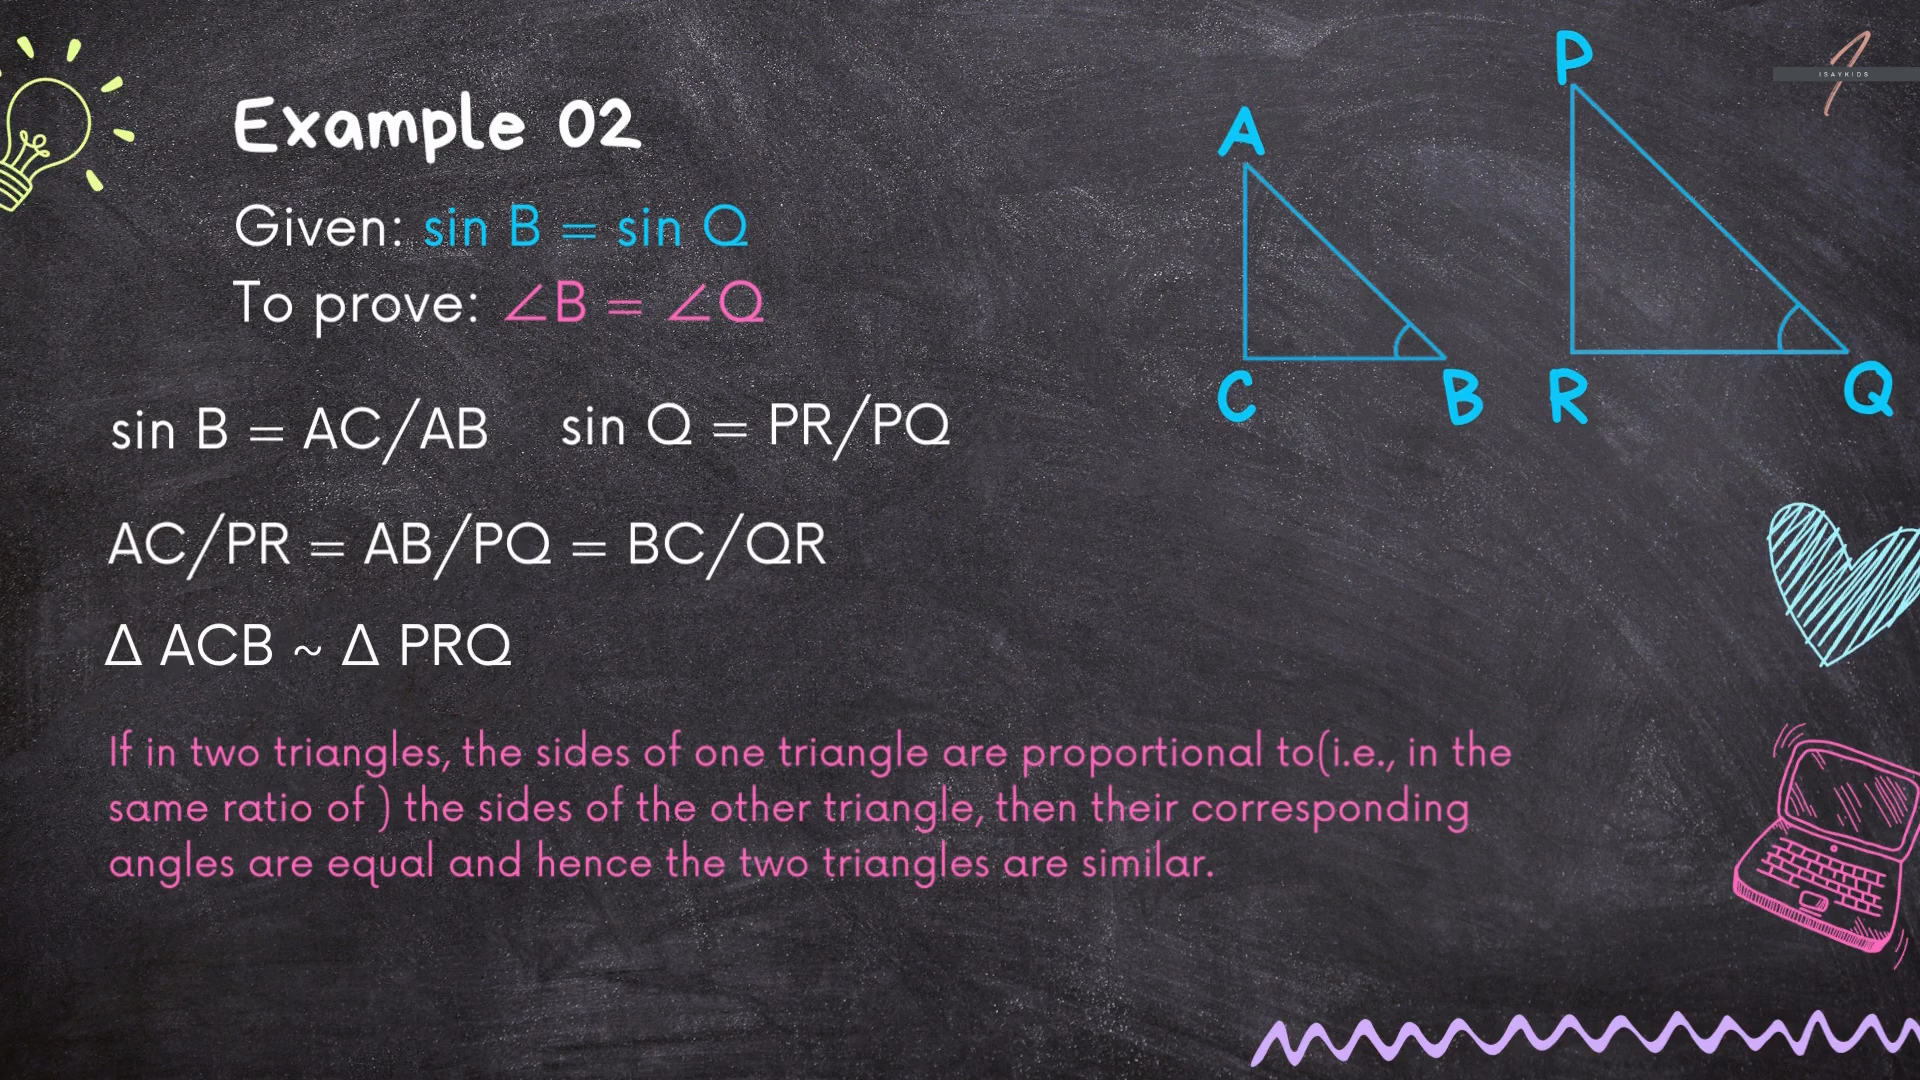 Example 02
Given: sin B = sin Q
To prove: ∠B = ∠Q
sin B = AC/AB
sin Q = PR/PQ
AC/PR = AB/PQ = BC/QR
Δ ACB ~ Δ PRQ
If in two triangles, the sides of one triangle are proportional to(i.e., in the
same ratio of ) the sides of the other triangle, then their corresponding
angles are equal and hence the two triangles are similar.
A
C
B
P
R
Q
ISAYKIDS